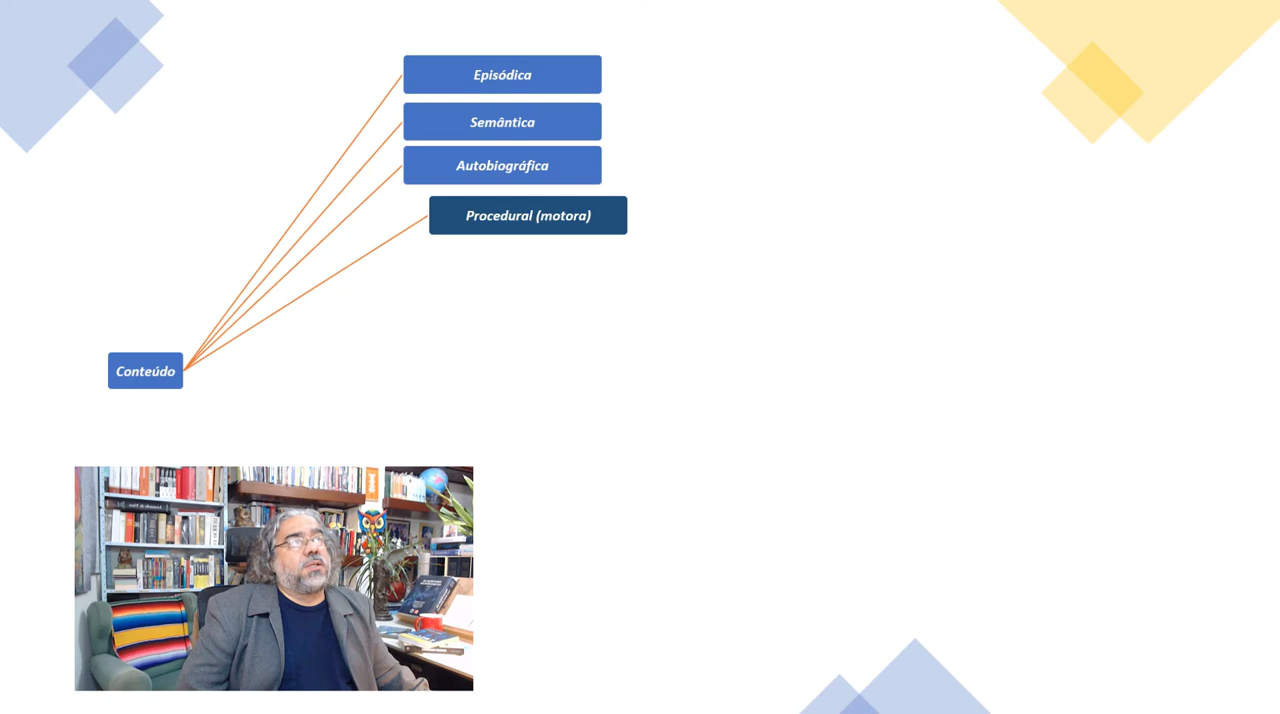 Episódica
Semântica
Autobiográfica
Procedural (motora)
Conteúdo